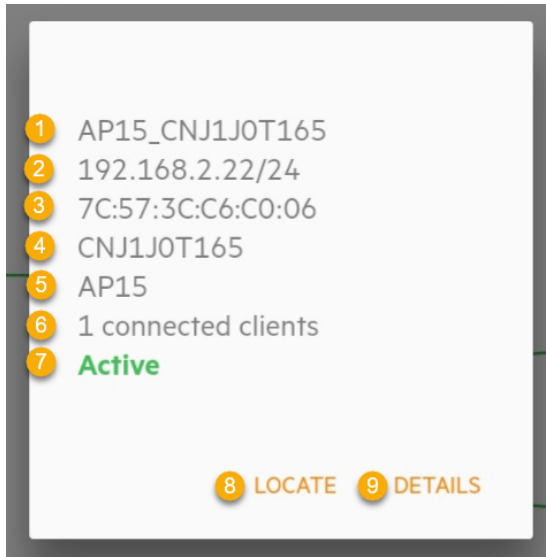 1 AP15_CNJ1J0T165
2 192.168.2.22/24
3 7C:57:3C:C6:C0:06
4 CNJ1J0T165
5 AP15
6 1 connected clients
7 Active
8 LOCATE 9 DETAILS